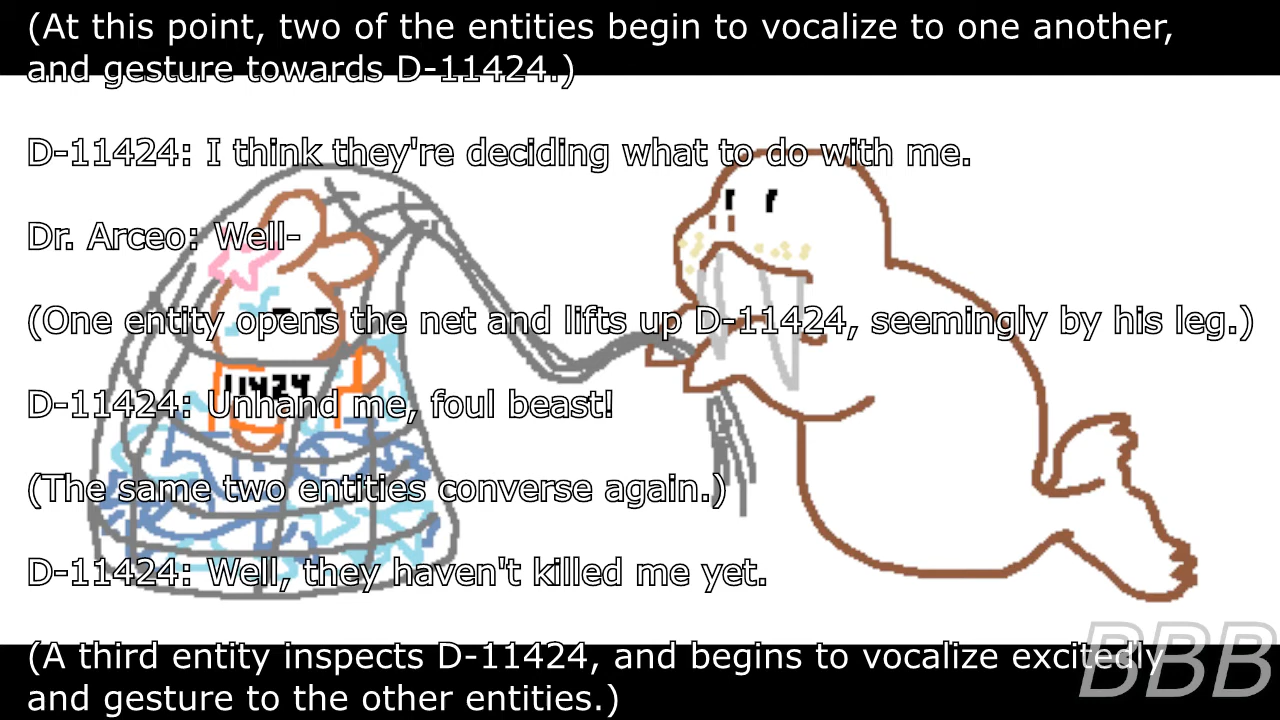 (At this point, two of the entities begin to vocalize to one another,
and gesture towards D-11424.)
D-11424: I think they're deciding what to do with me.
Dr. Arceo: Well-
(One entity opens the net and lifts up D-11424, seemingly by his leg.)
11424
D-11424: Unhand me, foul beast!
(The same two entities converse again.)
D-11424: Well, they haven't killed me yet.
(A third entity inspects D-11424, and begins to vocalize excitedly
and gesture to the other entities.)
BBB